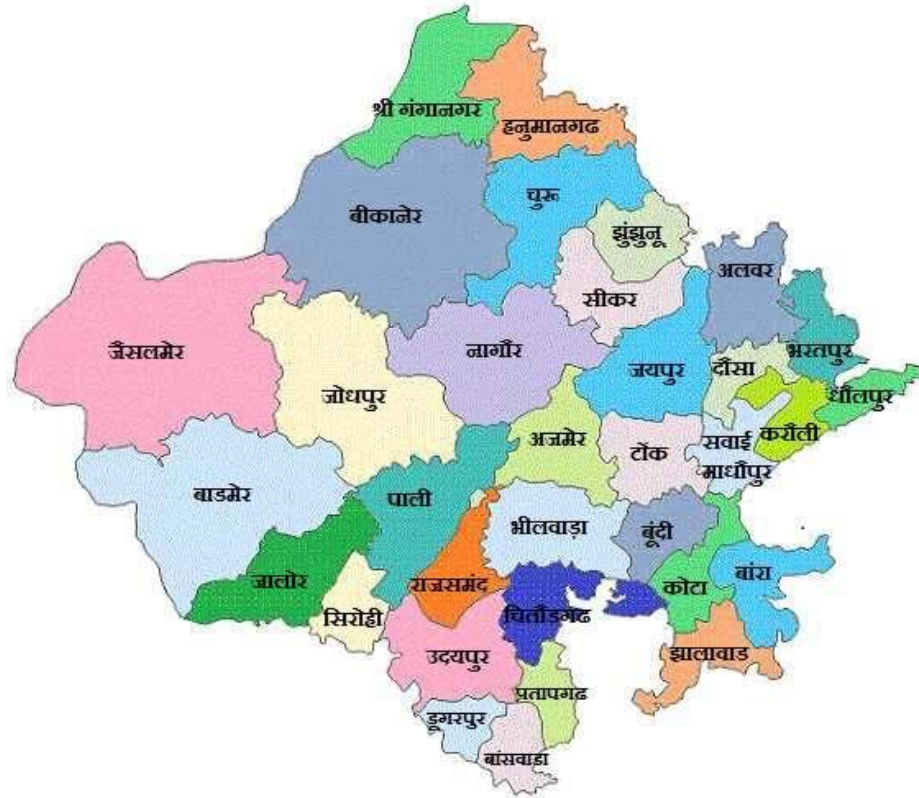 श्री गंगानगर
हनुमानगढ
चुरू
बीकानेर
झुंझुनू
अलवर
सीकर
जैसलमेर
नागौर
जयपुर
दौसा
भरतपुर
जोधपुर
धौलपुर
अजमेर
टोंक
सवाई
माधौपुर
करौली
बाडमेर
पाली
भीलवाड़ा
बूंदी
बांरा
जालोर
राजसमंद
कोटा
सिरोही
चितौडगढ
उदयपुर
झालावाड
प्रतापगढ
डूगरपुर
बांसवाडा